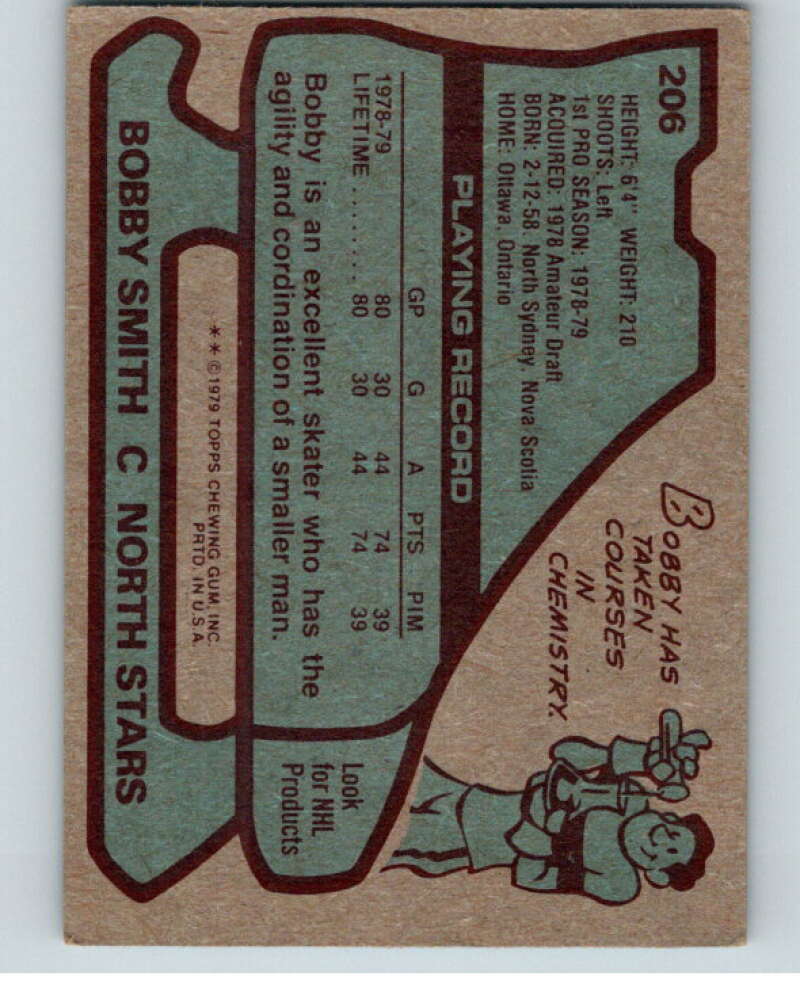 206
HEIGHT: 6'4" WEIGHT: 210
SHOOTS: Left
1st PRO SEASON: 1978-79
ACQUIRED: 1978 Amateur Draft
BORN: 2-12-58, North Sydney, Nova Scotia
HOME: Ottawa, Ontario
BOBBY HAS
TAKEN
COURSES
IN
CHEMISTRY.
PLAYING RECORD
GP G A PTS PIM
1978-79 80 30 44 74 39
LIFETIME ........ 80 30 44 74 39
Bobby is an excellent skater who has the
agility and cordination of a smaller man.
Look
for NHL
Products
** © 1979 TOPPS CHEWING GUM, INC.
PRTD. IN U.S.A.
BOBBY SMITH C NORTH STARS